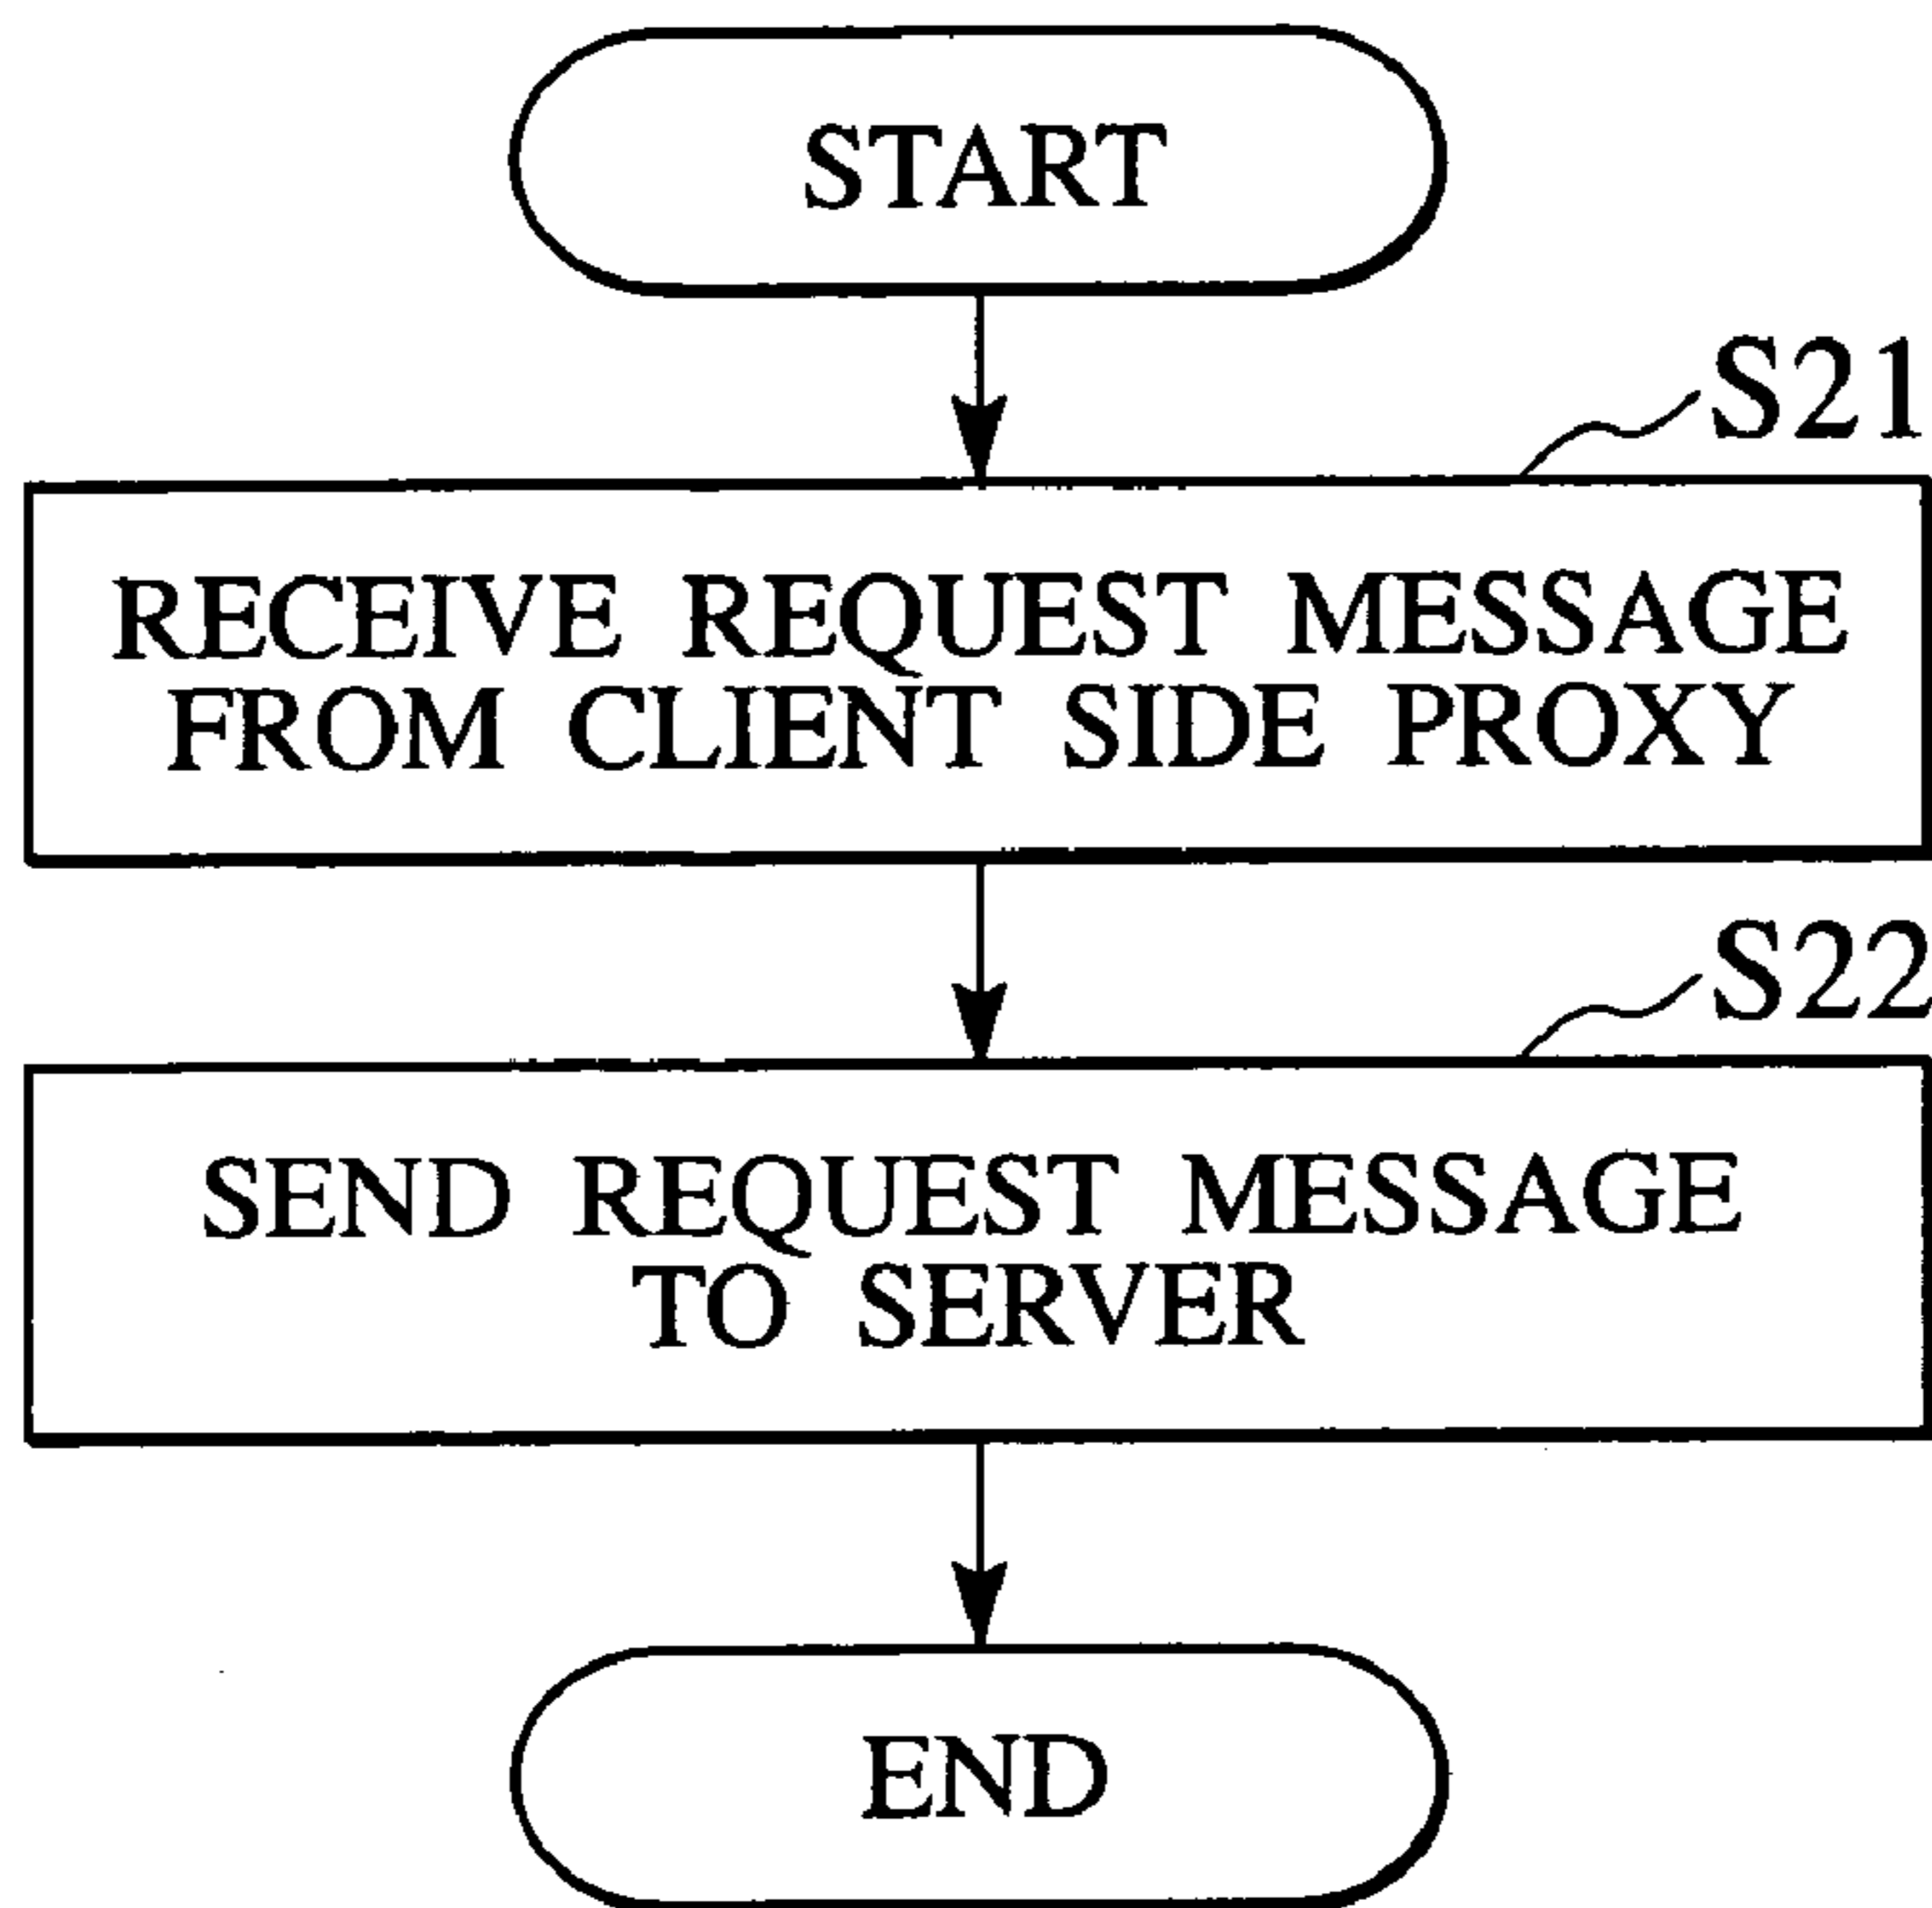 START
S21
RECEIVE REQUEST MESSAGE
FROM CLIENT SIDE PROXY
S22
SEND REQUEST MESSAGE
TO SERVER
END